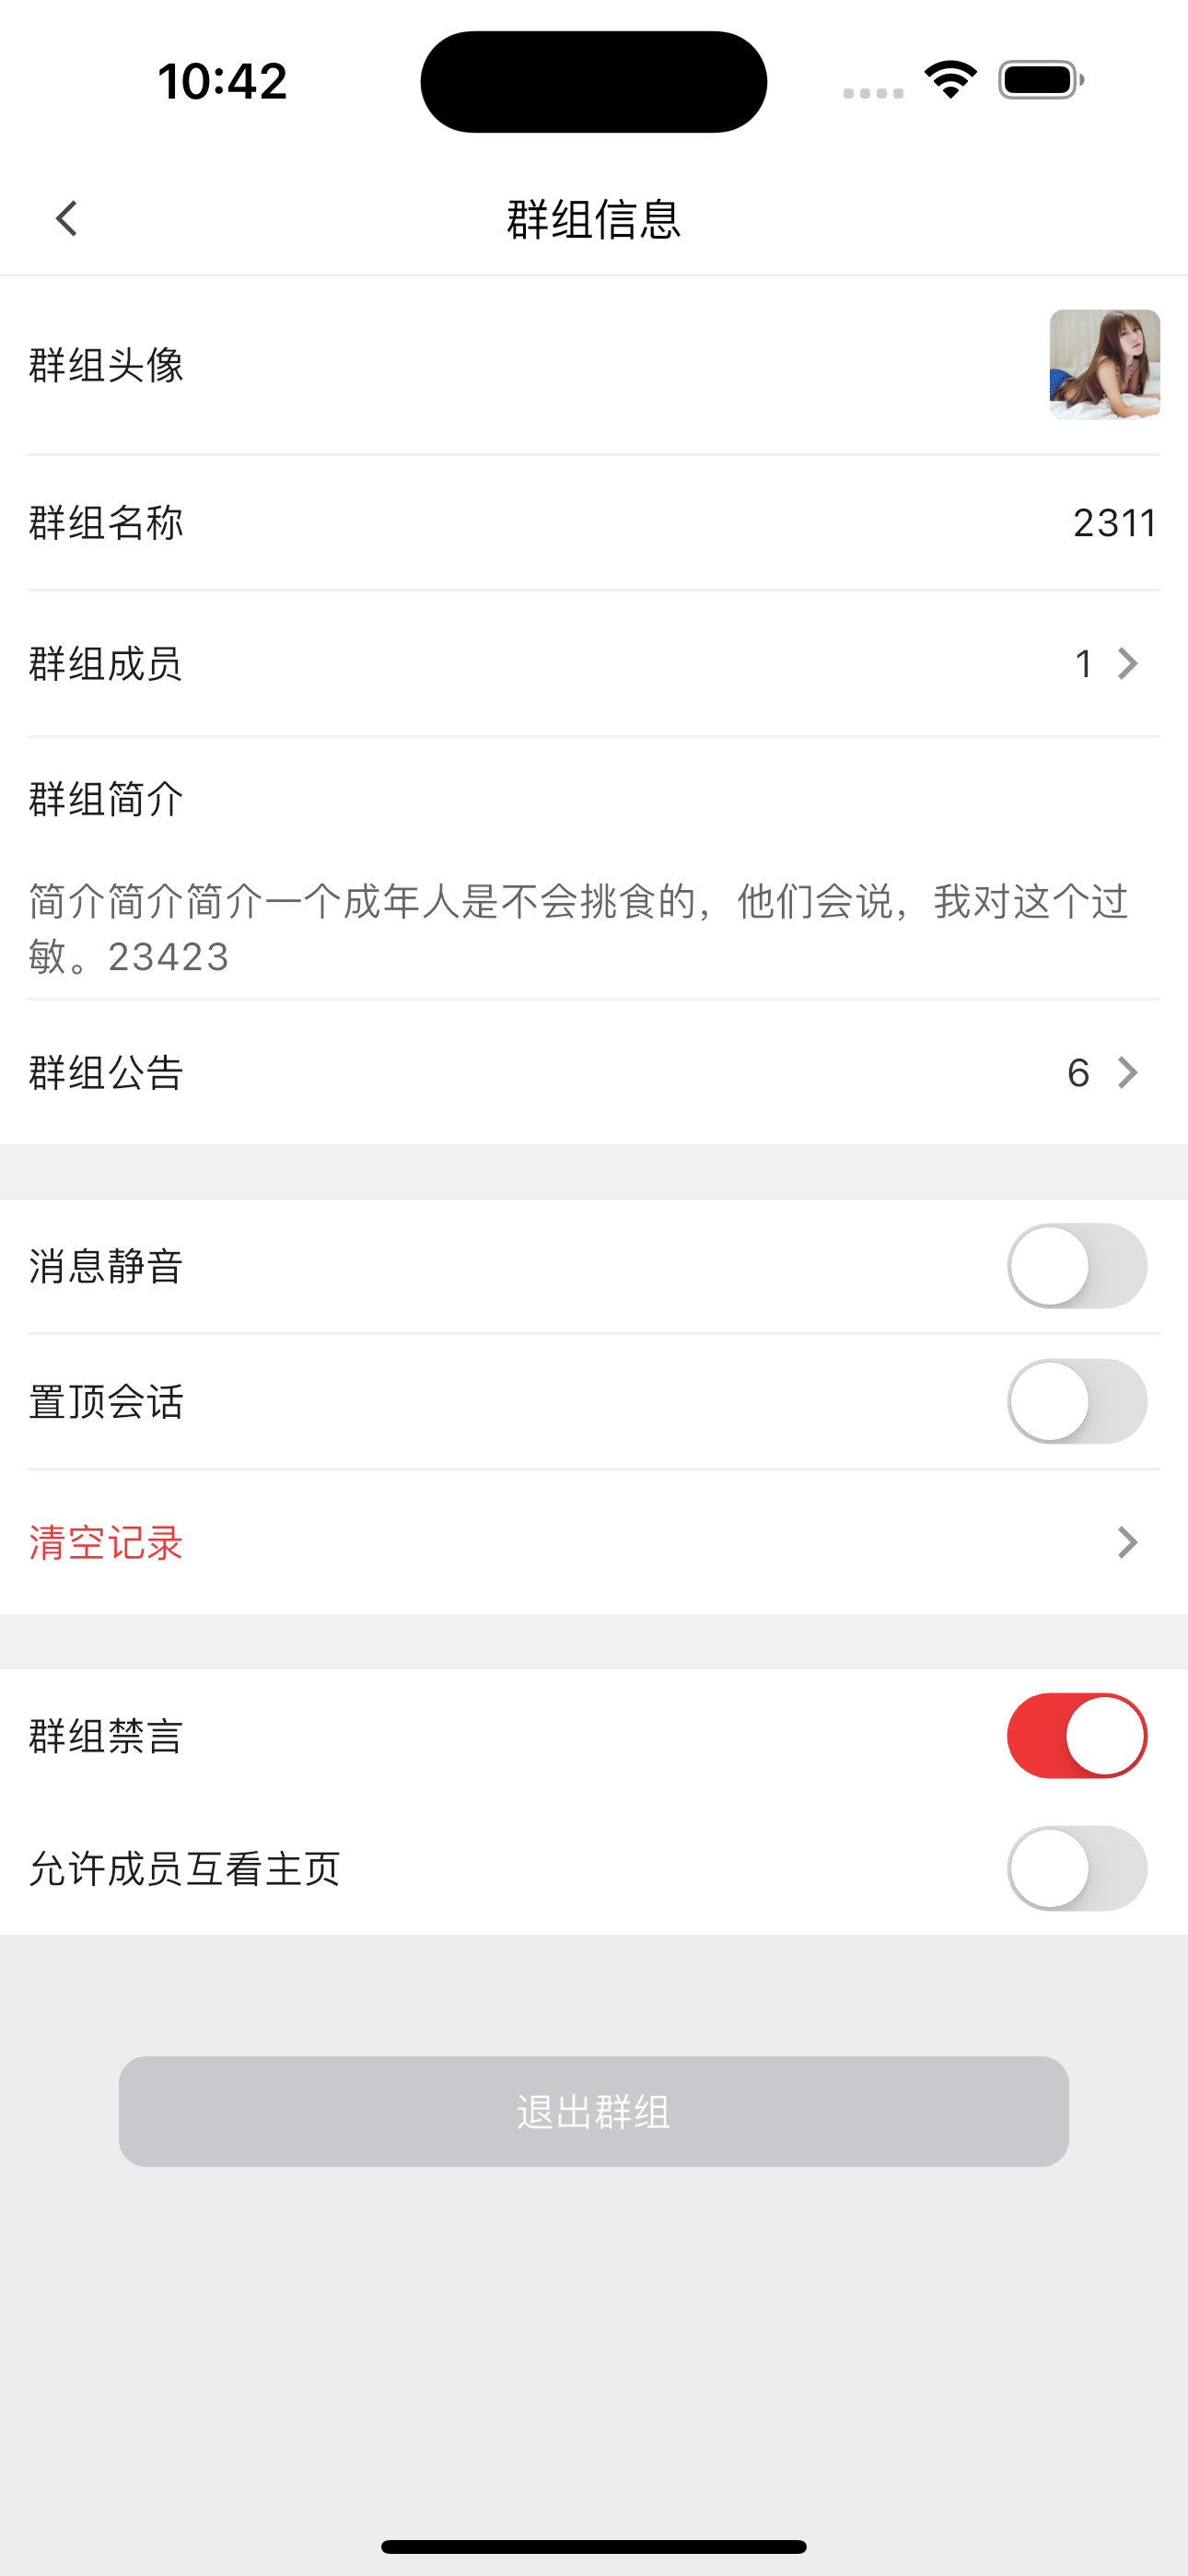 10:42
群组信息
群组头像
群组名称 2311
群组成员 1
群组简介
简介简介简介一个成年人是不会挑食的，他们会说，我对这个过
敏。23423
群组公告 6
消息静音
置顶会话
清空记录
群组禁言
允许成员互看主页
退出群组